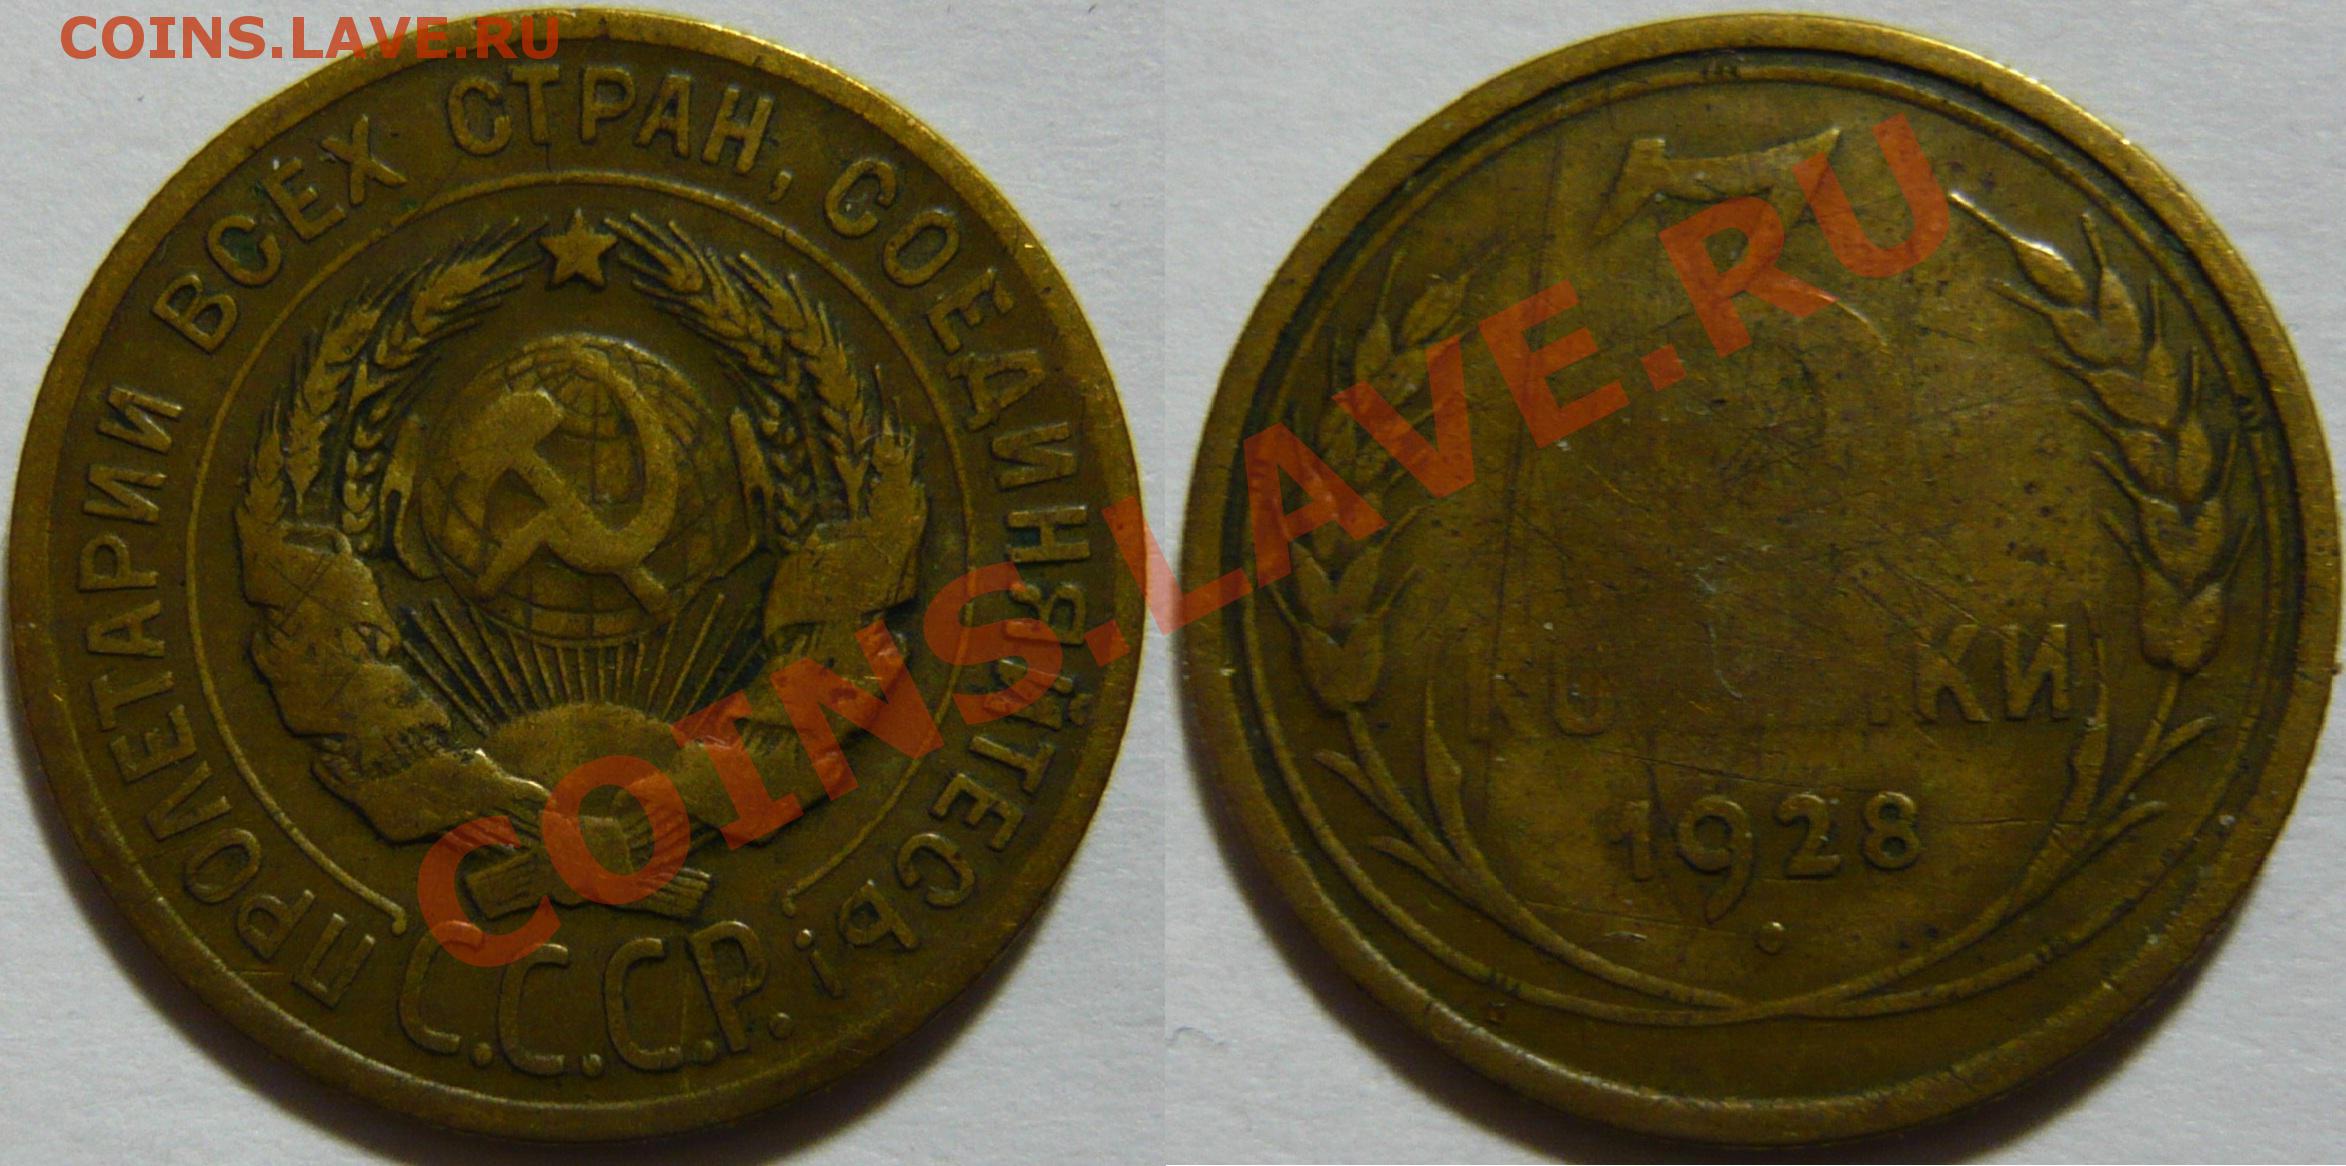 COINS.LAVE.RU
ПРОЛЕТАРИИ ВСЕХ СТРАН, СОЕДИНЯЙТЕСЬ!
С.С.С.Р.
1928
COINS.LAVE.RU